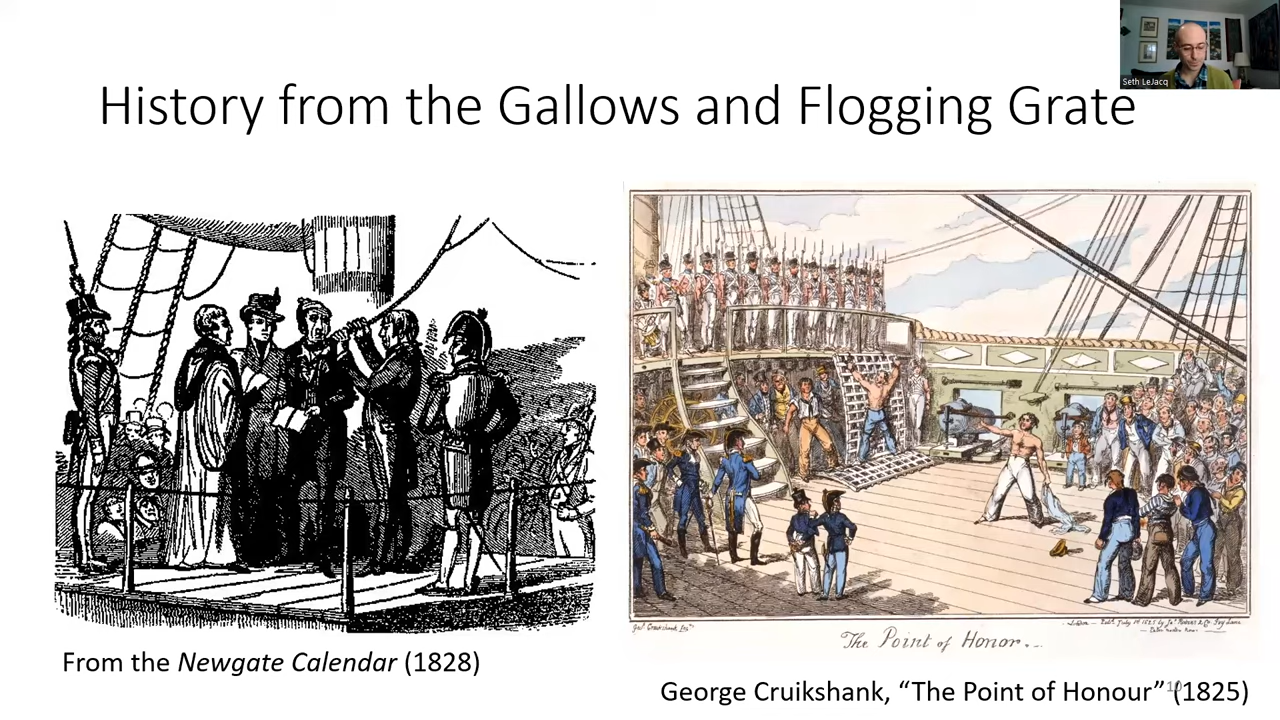 Seth LeJacq
History from the Gallows and Flogging Grate
The Point of Honor.
From the Newgate Calendar (1828)
George Cruikshank, “The Point of Honour” (1825)